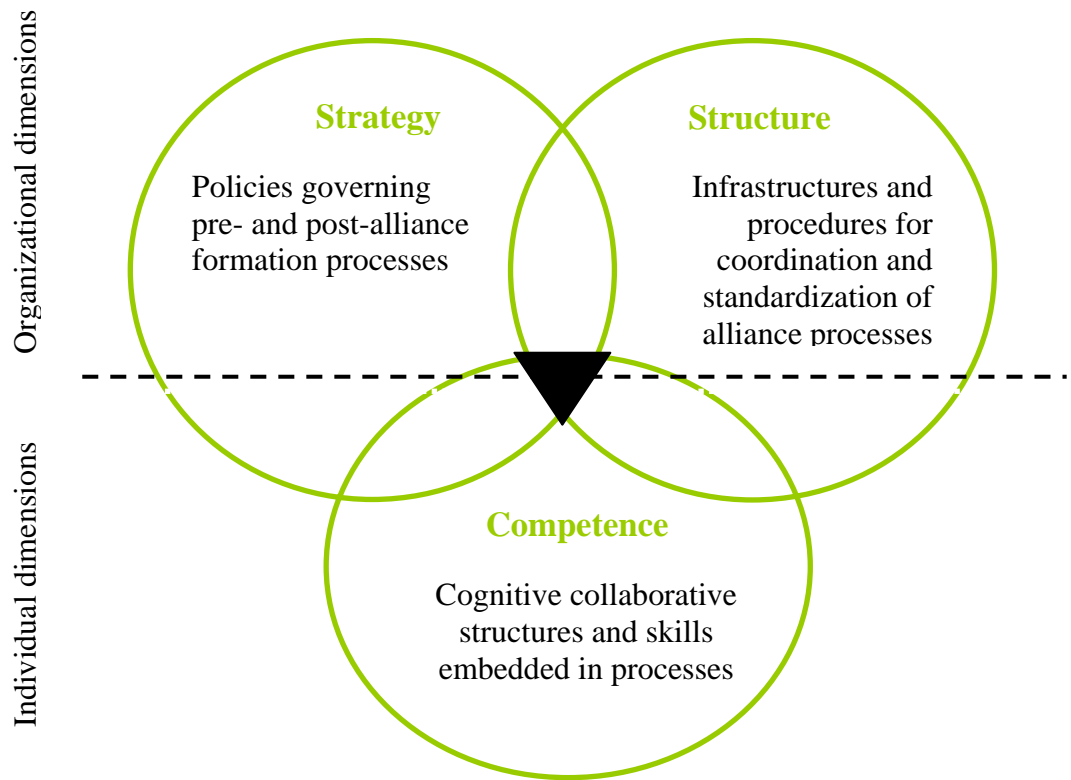 Organizational dimensions
Strategy
Policies governing
pre- and post-alliance
formation processes
Structure
Infrastructures and
procedures for
coordination and
standardization of
alliance processes
Individual dimensions
Competence
Cognitive collaborative
structures and skills
embedded in processes